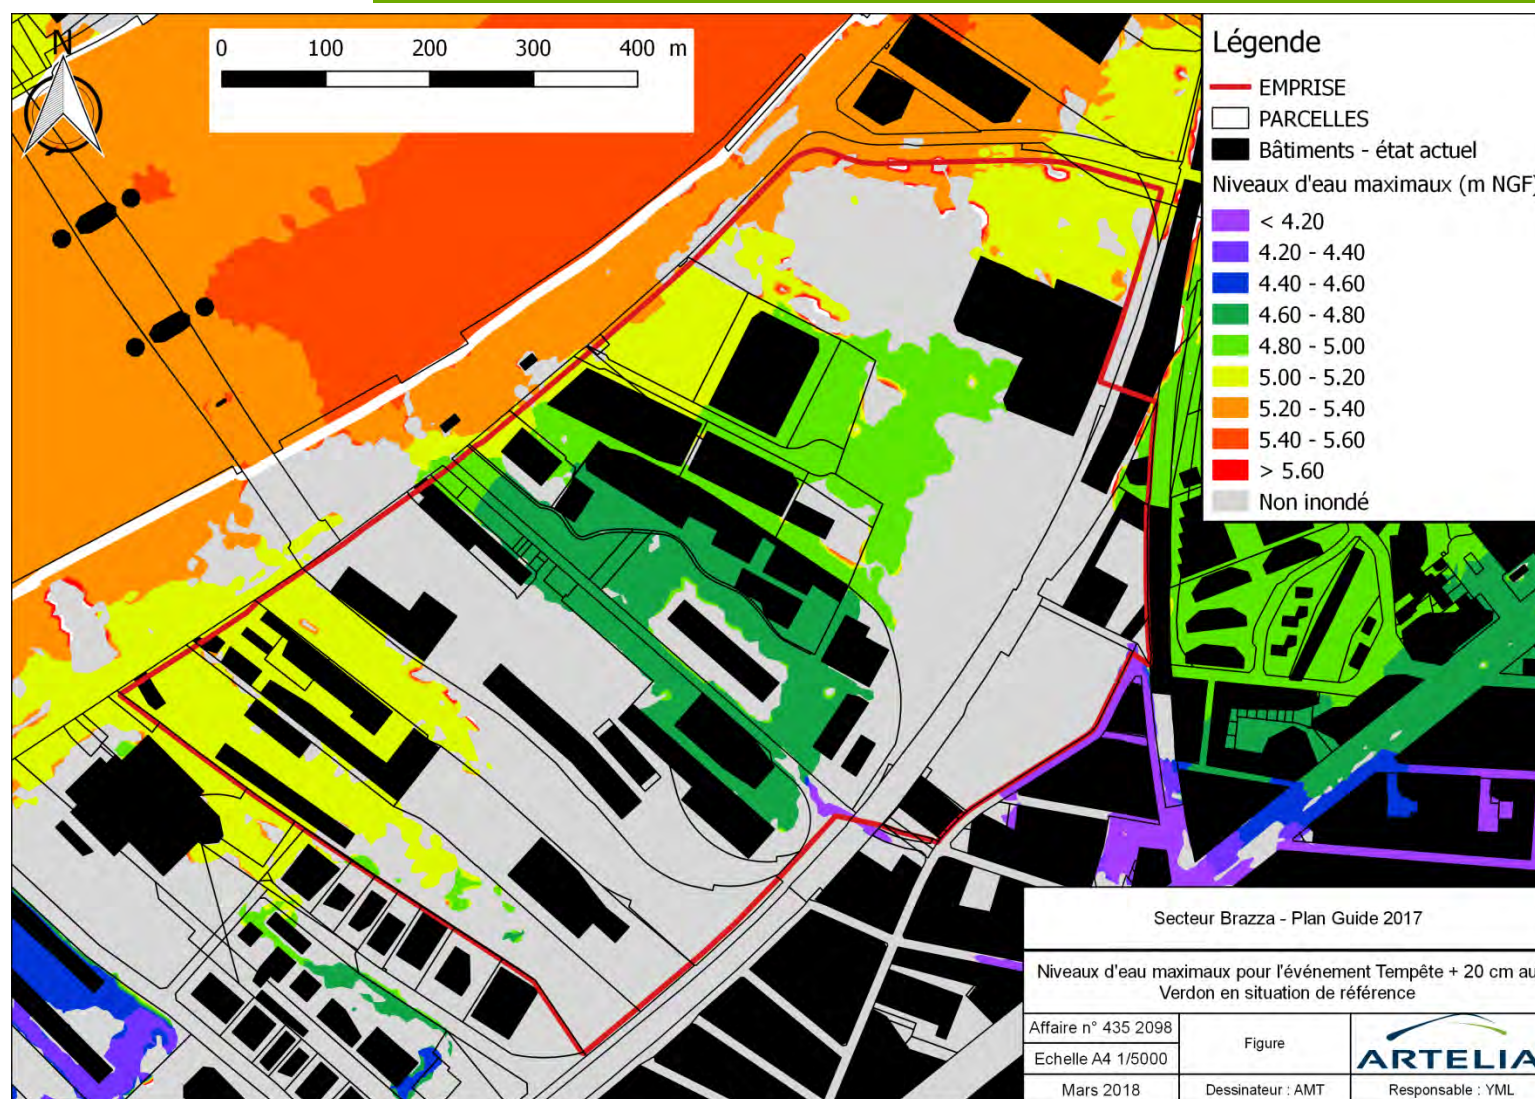 N
0 100 200 300 400 m
Légende
EMPRISE
PARCELLES
Bâtiments - état actuel
Niveaux d'eau maximaux (m NGF)
< 4.20
4.20 - 4.40
4.40 - 4.60
4.60 - 4.80
4.80 - 5.00
5.00 - 5.20
5.20 - 5.40
5.40 - 5.60
> 5.60
Non inondé
Secteur Brazza - Plan Guide 2017
Niveaux d'eau maximaux pour l'événement Tempête + 20 cm au
Verdon en situation de référence
Affaire n° 435 2098
Echelle A4 1/5000
Mars 2018
Figure
Dessinateur : AMT
ARTELIA
Responsable : YML